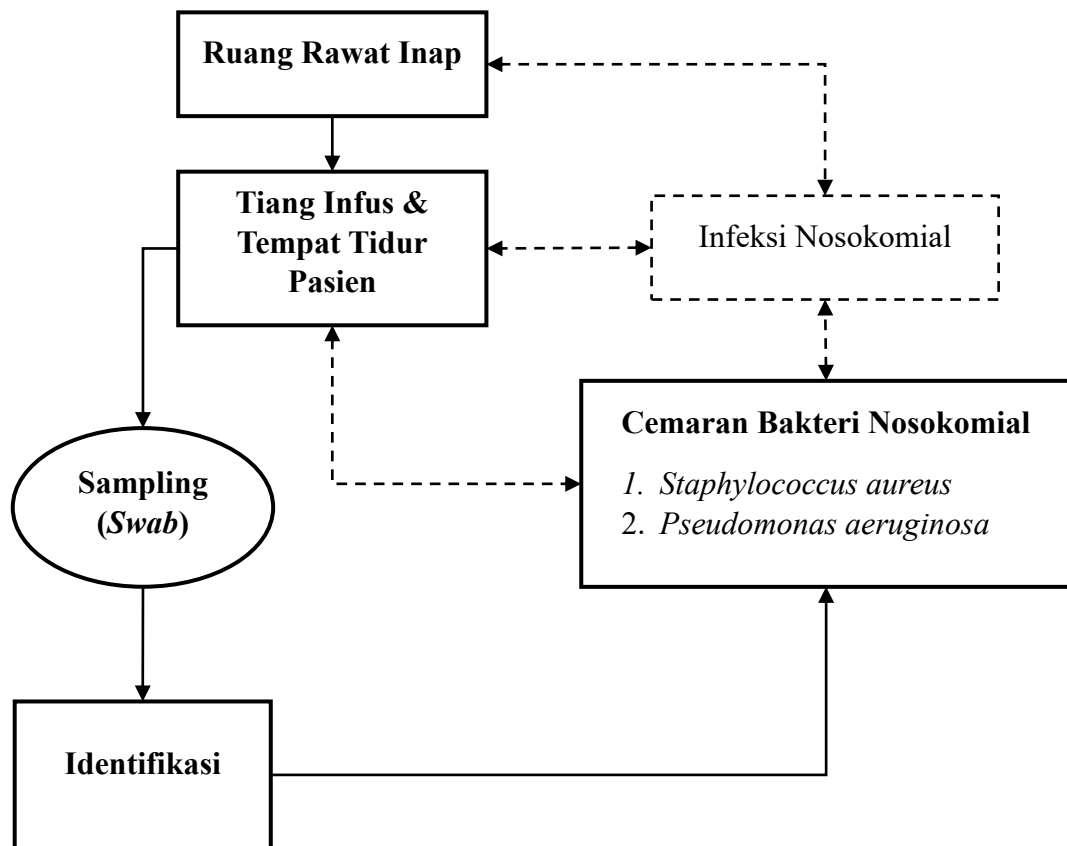 Ruang Rawat Inap
Tiang Infus &
Tempat Tidur
Pasien
Infeksi Nosokomial
Cemaran Bakteri Nosokomial
1. Staphylococcus aureus
2. Pseudomonas aeruginosa
Sampling
(Swab)
Identifikasi